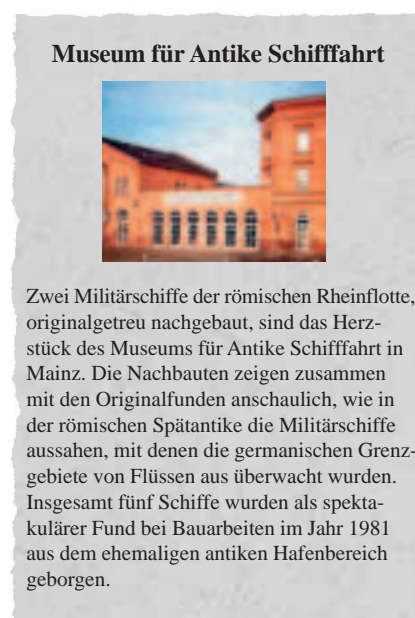 Museum für Antike Schifffahrt
Zwei Militärschiffe der römischen Rheinflotte,
originalgetreu nachgebaut, sind das Herz-
stück des Museums für Antike Schifffahrt in
Mainz. Die Nachbauten zeigen zusammen
mit den Originalfunden anschaulich, wie in
der römischen Spätantike die Militärschiffe
aussahen, mit denen die germanischen Grenz-
gebiete von Flüssen aus überwacht wurden.
Insgesamt fünf Schiffe wurden als spekta-
kulärer Fund bei Bauarbeiten im Jahr 1981
aus dem ehemaligen antiken Hafenbereich
geborgen.